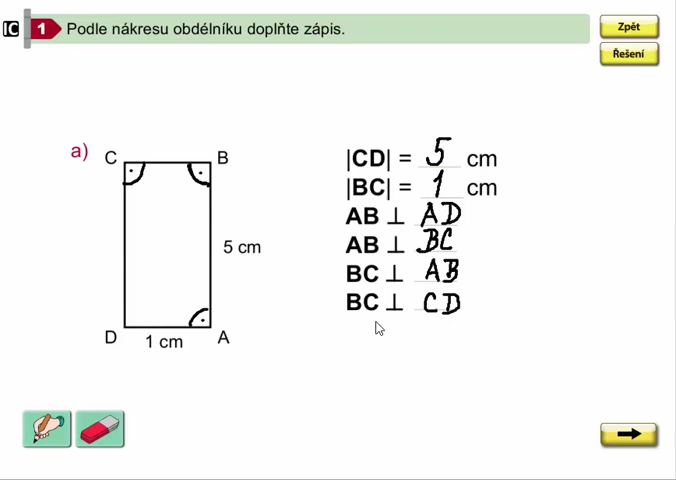 1 Podle nákresu obdélníku doplňte zápis.
Zpět
Řešení
a)
C
B
5 cm
D
1 cm
A
|CD| = 5 cm
|BC| = 1 cm
AB ⊥ AD
AB ⊥ BC
BC ⊥ AB
BC ⊥ CD